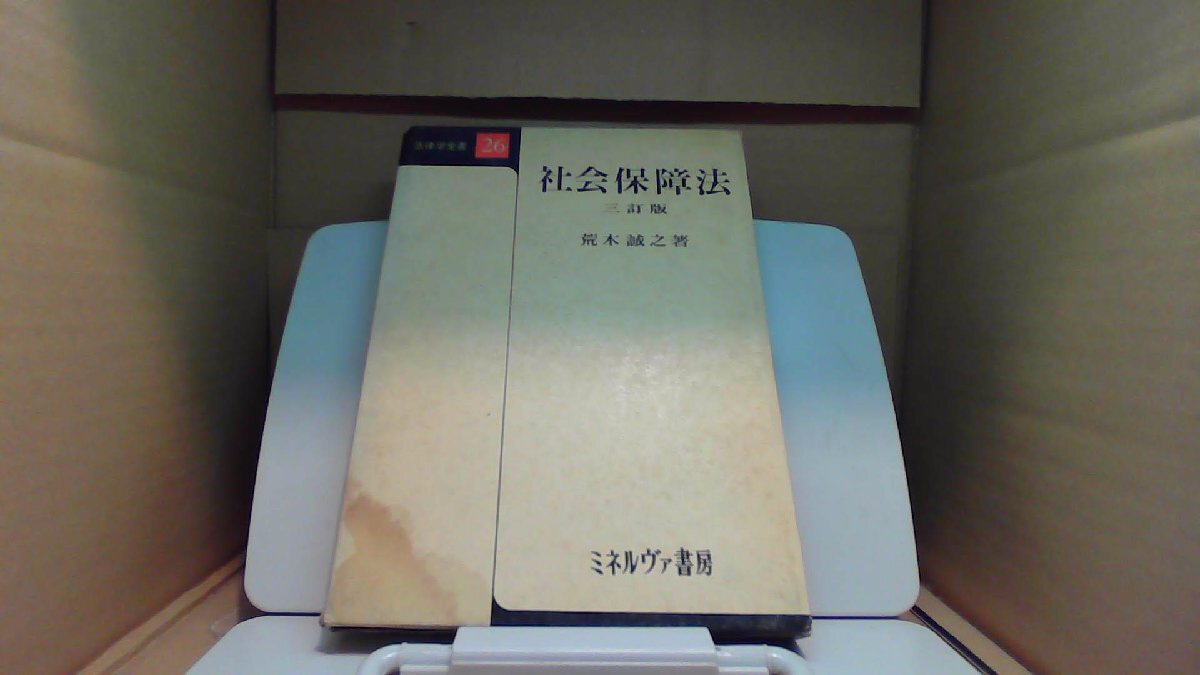 法律学全書 26
社会保障法
三訂版
荒木誠之著
ミネルヴァ書房